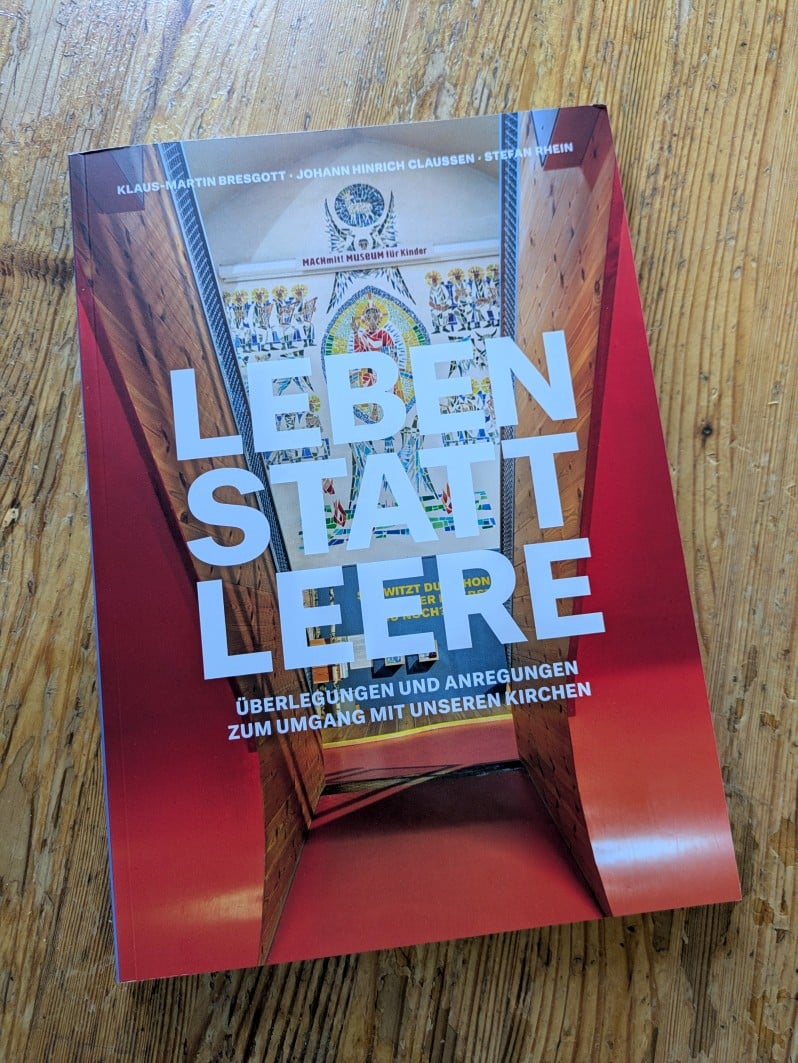 KLAUS-MARTIN BRESGOTT · JOHANN HINRICH CLAUSSEN · STEFAN RHEIN
MACHmit! MUSEUM für Kinder
LEBEN
STATT
LEERE
ÜBERLEGUNGEN UND ANREGUNGEN
ZUM UMGANG MIT UNSEREN KIRCHEN